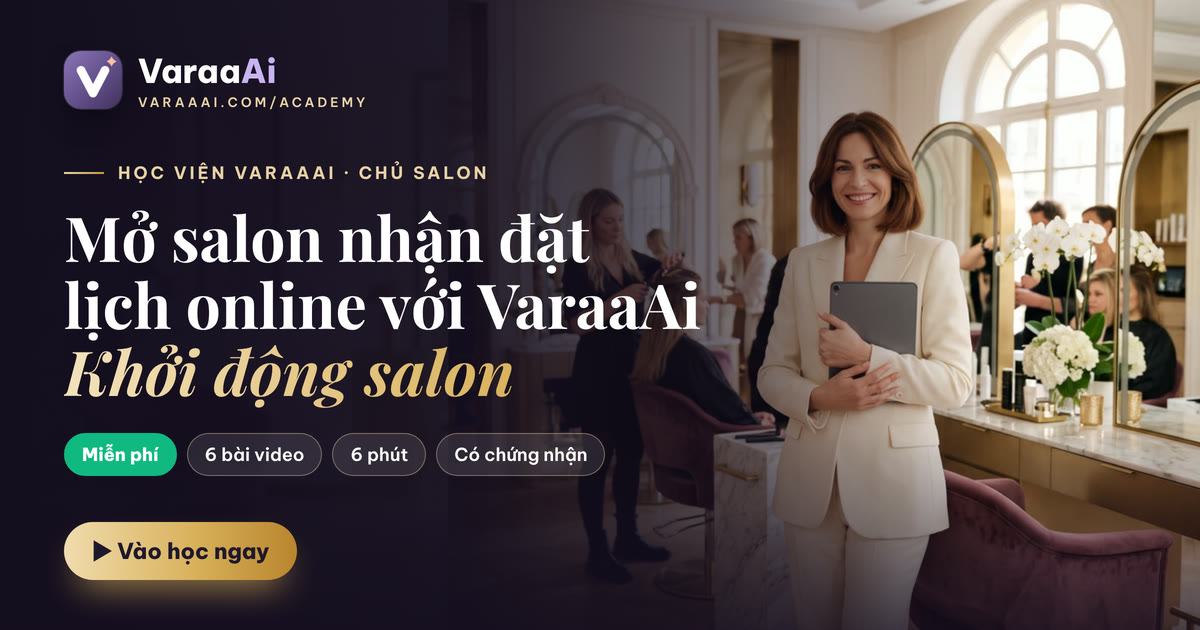 VaraaAi
VARAAAI.COM/ACADEMY
HỌC VIỆN VARAAAI · CHỦ SALON
Mở salon nhận đặt
lịch online với VaraaAi
Khởi động salon
Miễn phí
6 bài video
6 phút
Có chứng nhận
▶ Vào học ngay